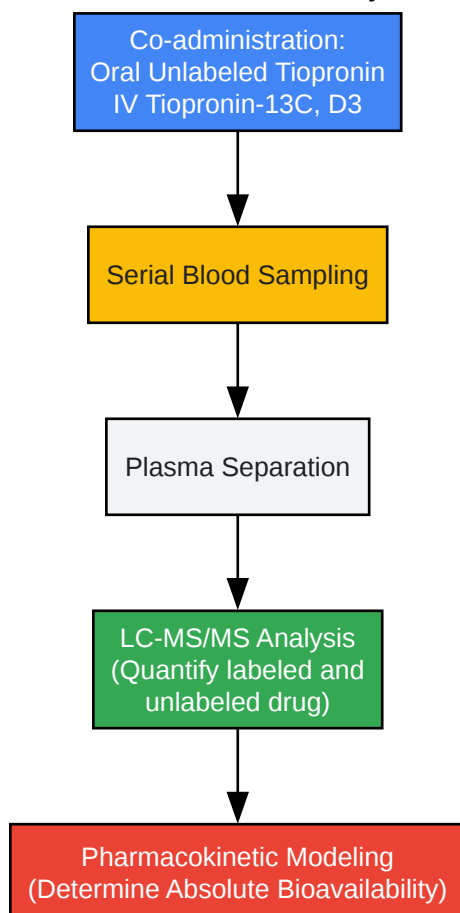 Co-administration:
Oral Unlabeled Tiopronin
IV Tiopronin-13C, D3
Serial Blood Sampling
Plasma Separation
LC-MS/MS Analysis
(Quantify labeled and
unlabeled drug)
Pharmacokinetic Modeling
(Determine Absolute Bioavailability)